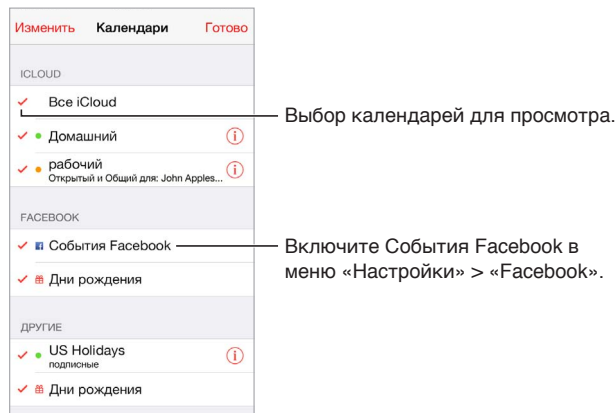 Изменить Календари Готово
ICLOUD
Все iCloud
Выбор календарей для просмотра.
Домашний
рабочий
Открытый и Общий для: John Apples...
FACEBOOK
События Facebook
Включите События Facebook в
меню «Настройки» > «Facebook».
Дни рождения
ДРУГИЕ
US Holidays
подписные
Дни рождения